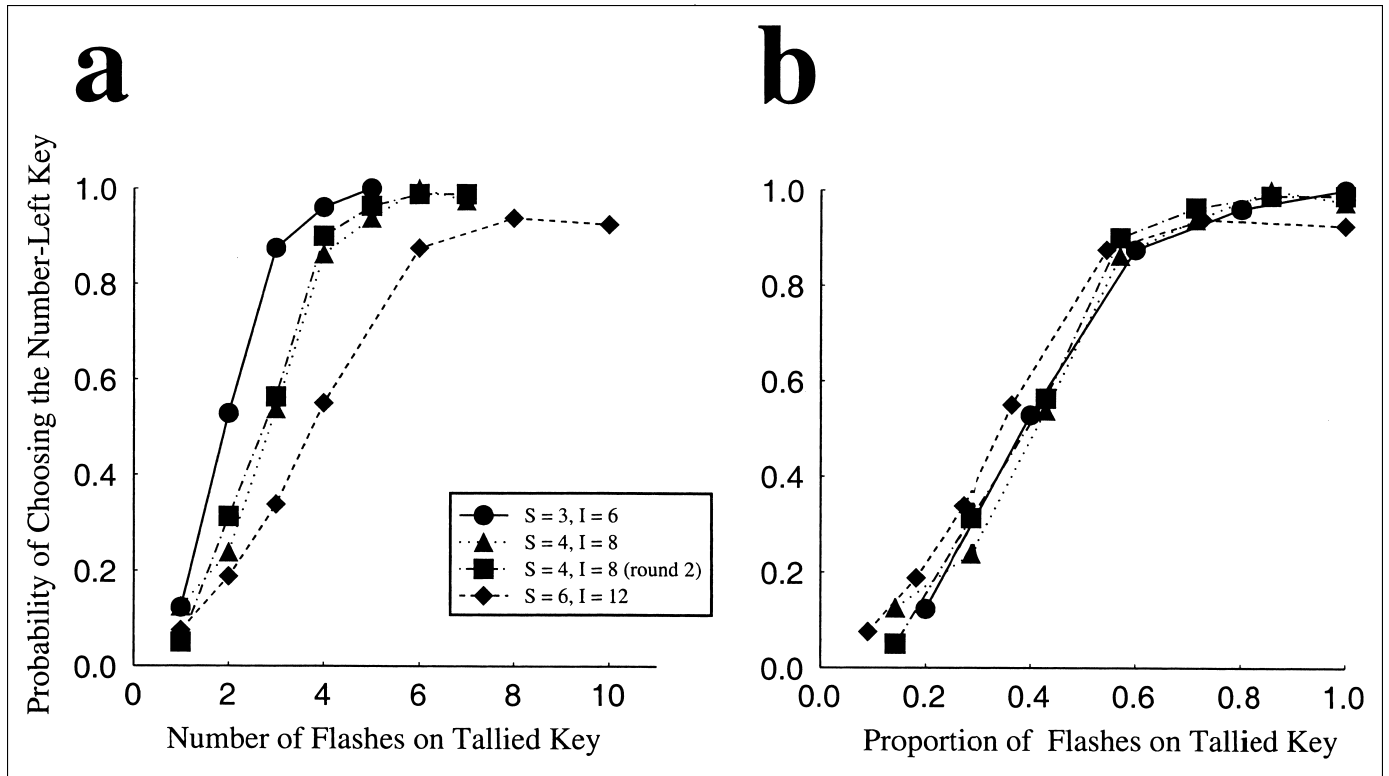 a
b
Probability of Choosing the Number-Left Key
1.0
0.8
0.6
0.4
0.2
0.0
0 2 4 6 8 10
Number of Flashes on Tallied Key
S = 3, I = 6
S = 4, I = 8
S = 4, I = 8 (round 2)
S = 6, I = 12
1.0
0.8
0.6
0.4
0.2
0.0
0.0 0.2 0.4 0.6 0.8 1.0
Proportion of Flashes on Tallied Key